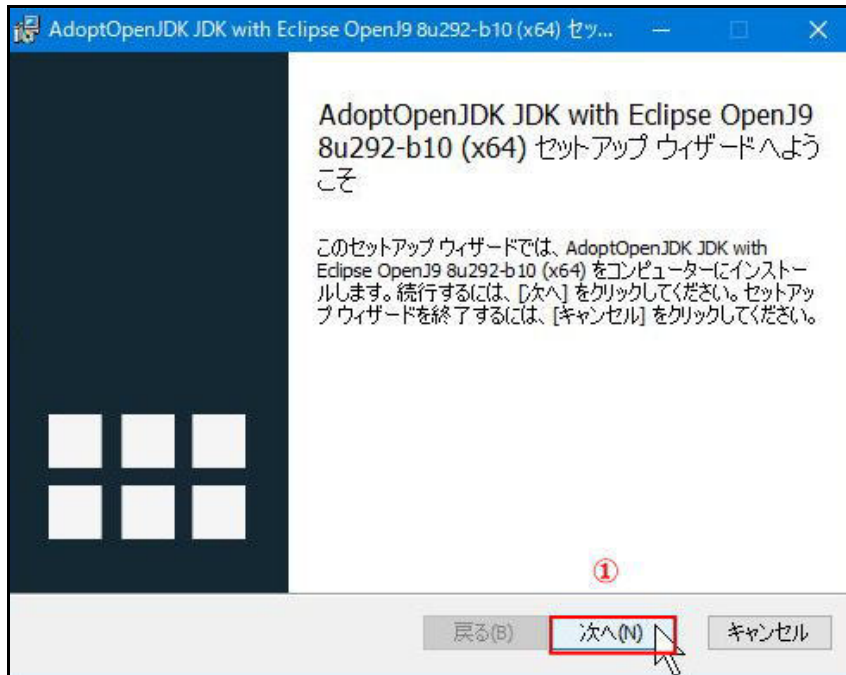 AdoptOpenJDK JDK with Eclipse OpenJ9 8u292-b10 (x64) セッ...
AdoptOpenJDK JDK with Eclipse OpenJ9
8u292-b10 (x64) セットアップ ウィザードへよう
こそ
このセットアップ ウィザードでは、AdoptOpenJDK JDK with
Eclipse OpenJ9 8u292-b10 (x64) をコンピューターにインストー
ルします。続行するには、[次へ] をクリックしてください。セットアッ
プ ウィザードを終了するには、[キャンセル] をクリックしてください。
①
戻る(B) 次へ(N) キャンセル